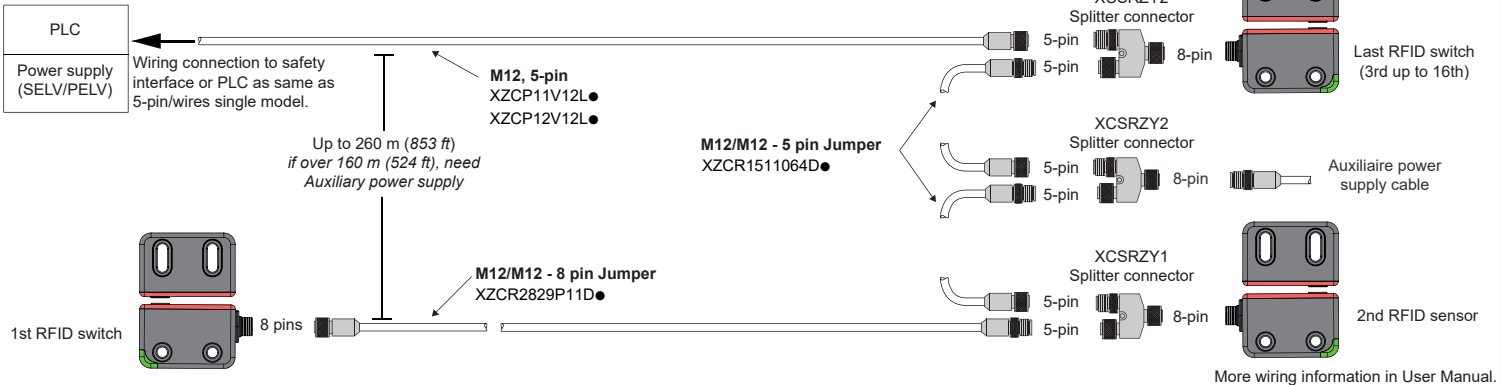 XCSRZY2
Splitter connector
PLC
5-pin
8-pin
Last RFID switch
(3rd up to 16th)
Power supply
(SELV/PELV)
Wiring connection to safety
interface or PLC as same as
5-pin/wires single model.
5-pin
M12, 5-pin
XZCP11V12L●
XZCP12V12L●
Up to 260 m (853 ft)
if over 160 m (524 ft), need
Auxiliary power supply
M12/M12 - 5 pin Jumper
XZCR1511064D●
XCSRZY2
Splitter connector
5-pin
8-pin
5-pin
Auxiliaire power
supply cable
M12/M12 - 8 pin Jumper
XZCR2829P11D●
XCSRZY1
Splitter connector
5-pin
8-pin
5-pin
1st RFID switch
8 pins
2nd RFID sensor
More wiring information in User Manual.